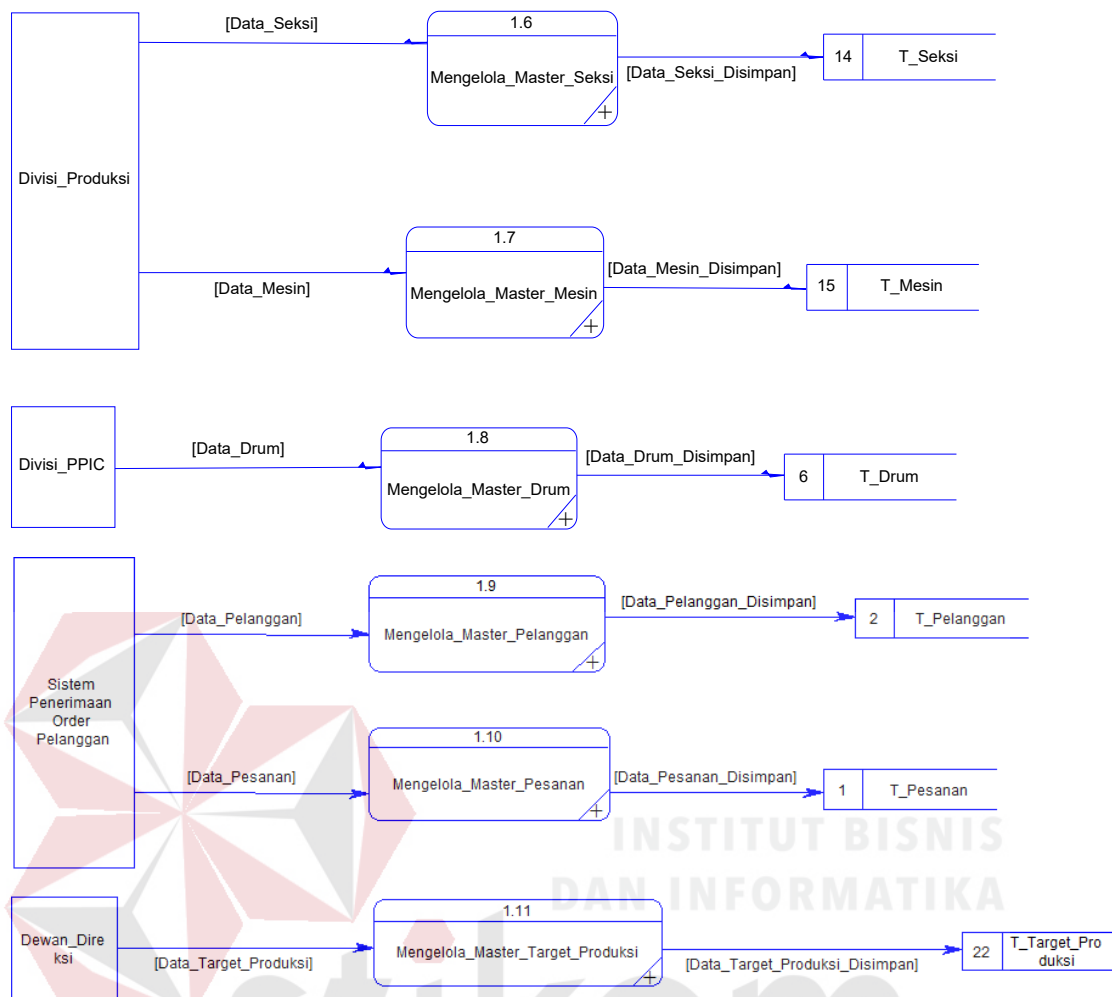 [Data_Seksi]
1.6
Mengelola_Master_Seksi
[Data_Seksi_Disimpan]
14
T_Seksi
Divisi_Produksi
[Data_Mesin]
1.7
Mengelola_Master_Mesin
[Data_Mesin_Disimpan]
15
T_Mesin
Divisi_PPIC
[Data_Drum]
1.8
Mengelola_Master_Drum
[Data_Drum_Disimpan]
6
T_Drum
Sistem
Penerimaan
Order
Pelanggan
[Data_Pelanggan]
1.9
Mengelola_Master_Pelanggan
[Data_Pelanggan_Disimpan]
2
T_Pelanggan
[Data_Pesanan]
1.10
Mengelola_Master_Pesanan
[Data_Pesanan_Disimpan]
1
T_Pesanan
INSTITUT BISNIS
DAN INFORMATIKA
Dewan_Dire
ksi
[Data_Target_Produksi]
1.11
Mengelola_Master_Target_Produksi
[Data_Target_Produksi_Disimpan]
22
T_Target_Pro
duksi
stikom